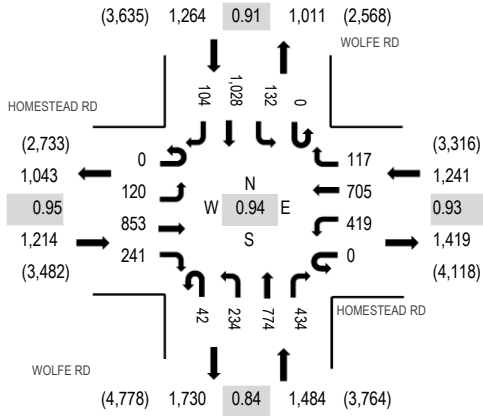 (3,635) 1,264 0.91 1,011 (2,568)
WOLFE RD
HOMESTEAD RD
104 1,028 132 0
(2,733)
1,043
0.95
1,214
(3,482)
0
120
853
241
N
W 0.94 E
S
117
705
419
0
(3,316)
1,241
0.93
1,419
(4,118)
42 234 774 434
HOMESTEAD RD
WOLFE RD
(4,778) 1,730 0.84 1,484 (3,764)